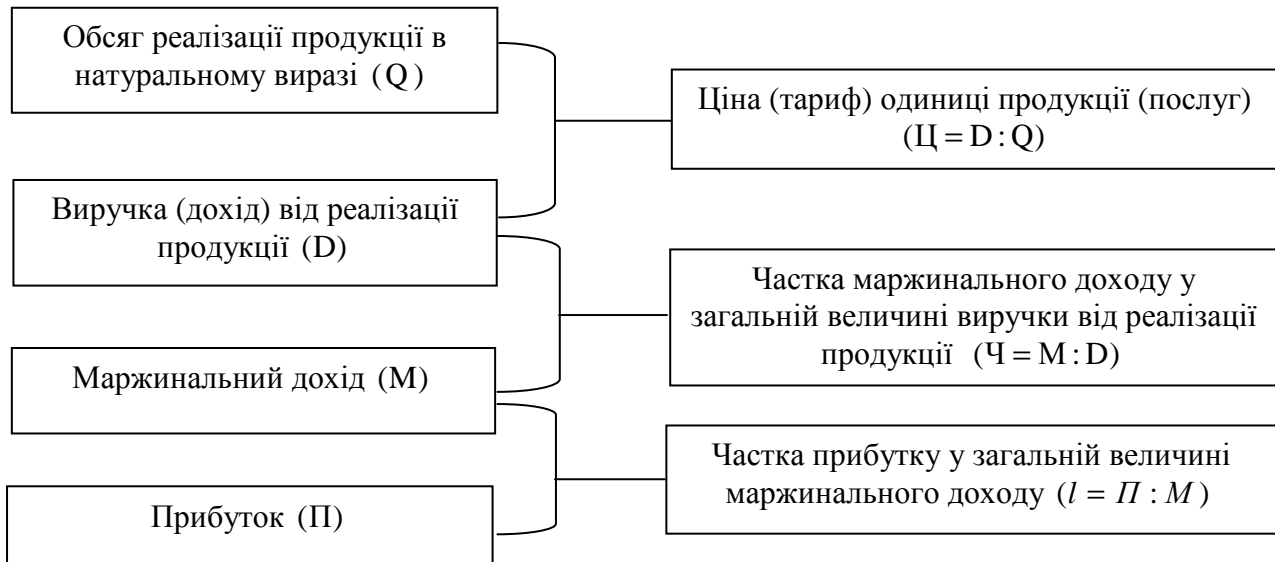 Обсяг реалізації продукції в
натуральному виразі (Q)
Ціна (тариф) одиниці продукції (послуг)
(Ц = D : Q)
Виручка (дохід) від реалізації
продукції (D)
Частка маржинального доходу у
загальній величині виручки від реалізації
продукції (Ч = M : D)
Маржинальний дохід (M)
Частка прибутку у загальній величині
маржинального доходу (l = П : М)
Прибуток (П)